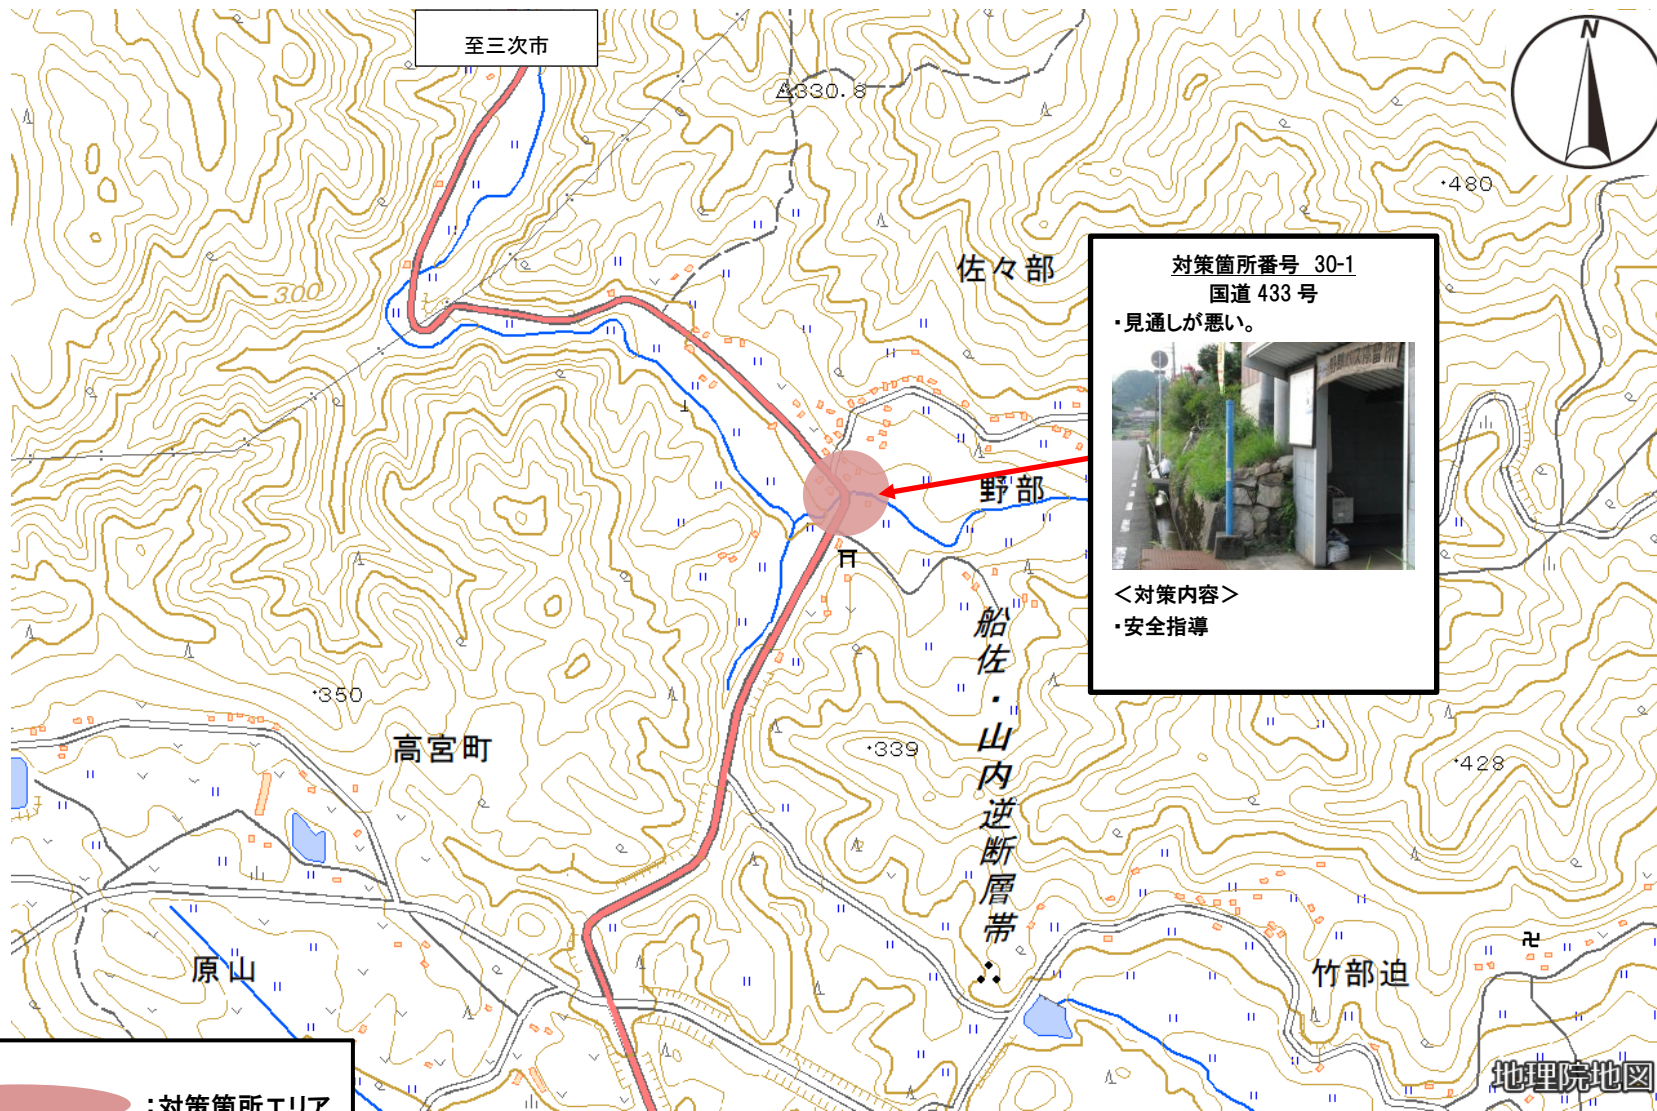 至三次市
N
330.8
480
佐々部
300
対策箇所番号 30-1
国道 433 号
・見通しが悪い。
＜対策内容＞
・安全指導
野部
船佐・山内逆断層帯
350
高宮町
339
428
原山
竹部迫
：対策箇所エリア
地理院地図